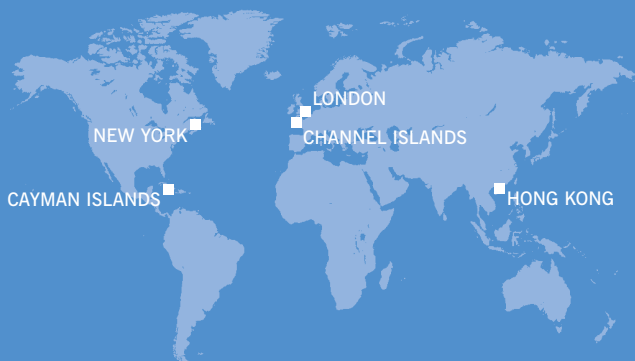 LONDON
NEW YORK
CHANNEL ISLANDS
CAYMAN ISLANDS
HONG KONG